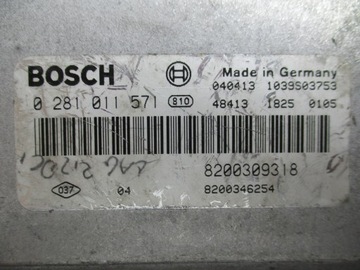 BOSCH
Made in Germany
040413 1039S03753
0 281 011 571 810
48413 1825 0105
8200309318
037 04 8200346254